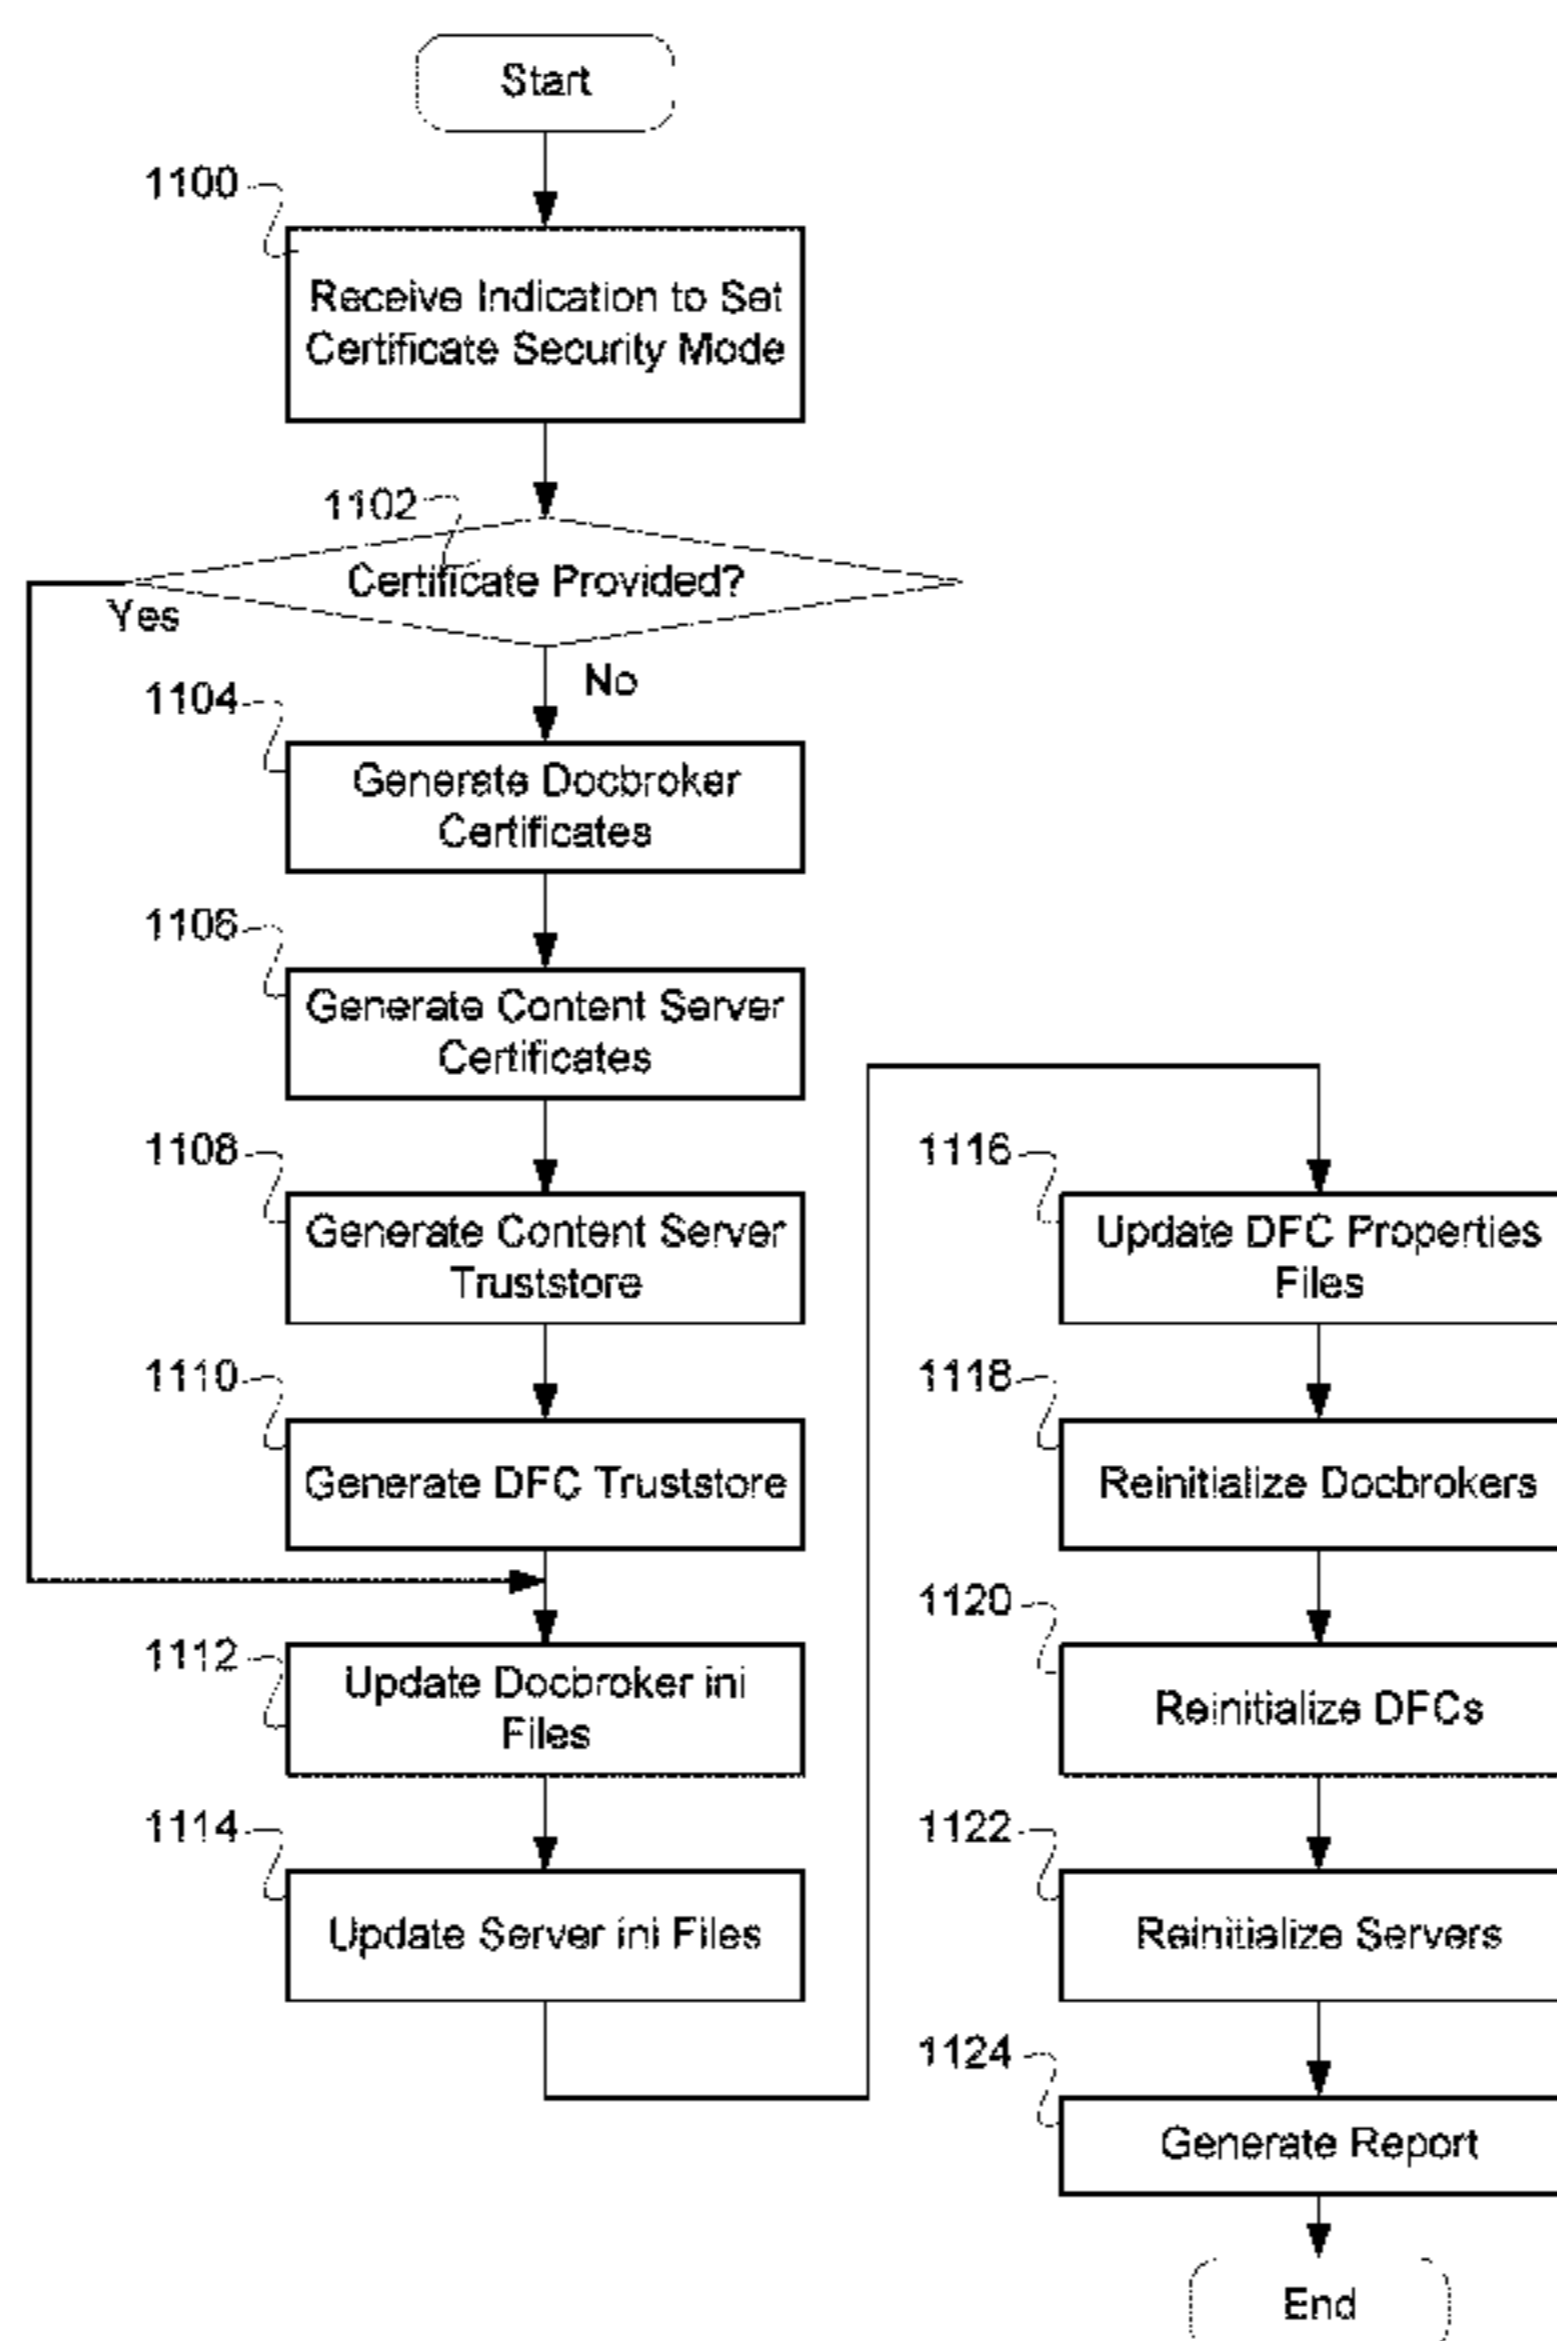 Start
1100
Receive Indication to Set
Certificate Security Mode
1102
Certificate Provided?
Yes
No
1104
Generate Docbroker
Certificates
1106
Generate Content Server
Certificates
1108
Generate Content Server
Truststore
1110
Generate DFC Truststore
1112
Update Docbroker ini
Files
1114
Update Server ini Files
1116
Update DFC Properties
Files
1118
Reinitialize Docbrokers
1120
Reinitialize DFCs
1122
Reinitialize Servers
1124
Generate Report
End